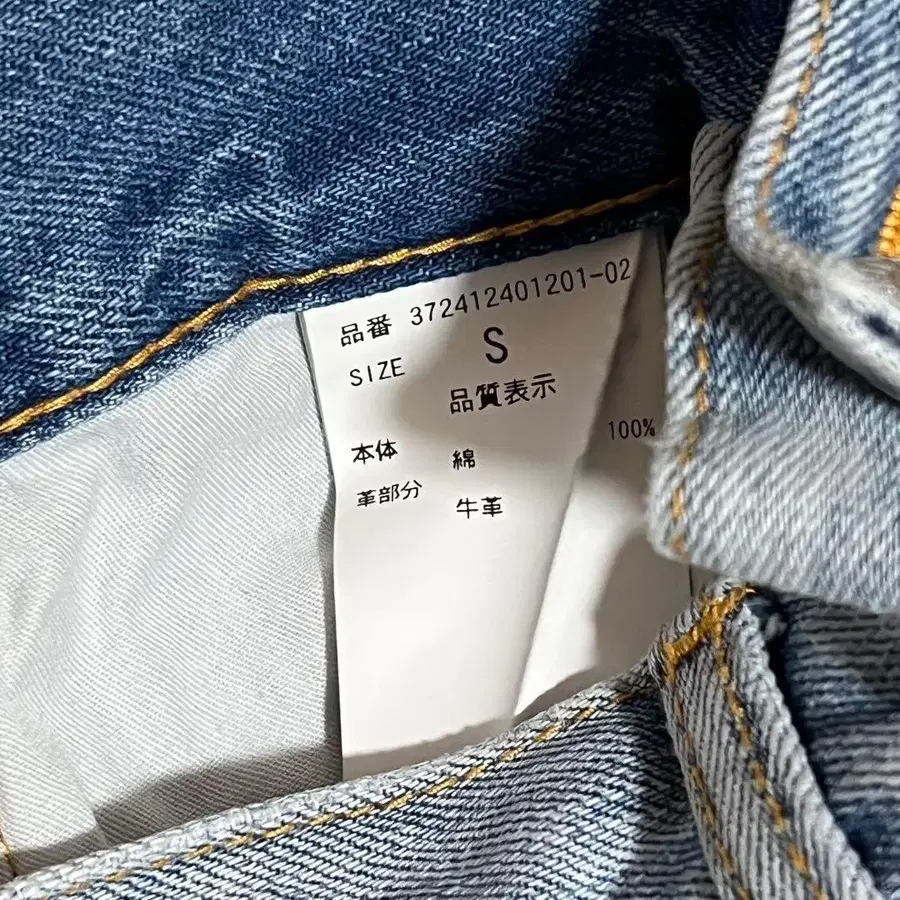 品番 372412401201-02
SIZE S
品質表示
本体 綿 100%
革部分 牛革